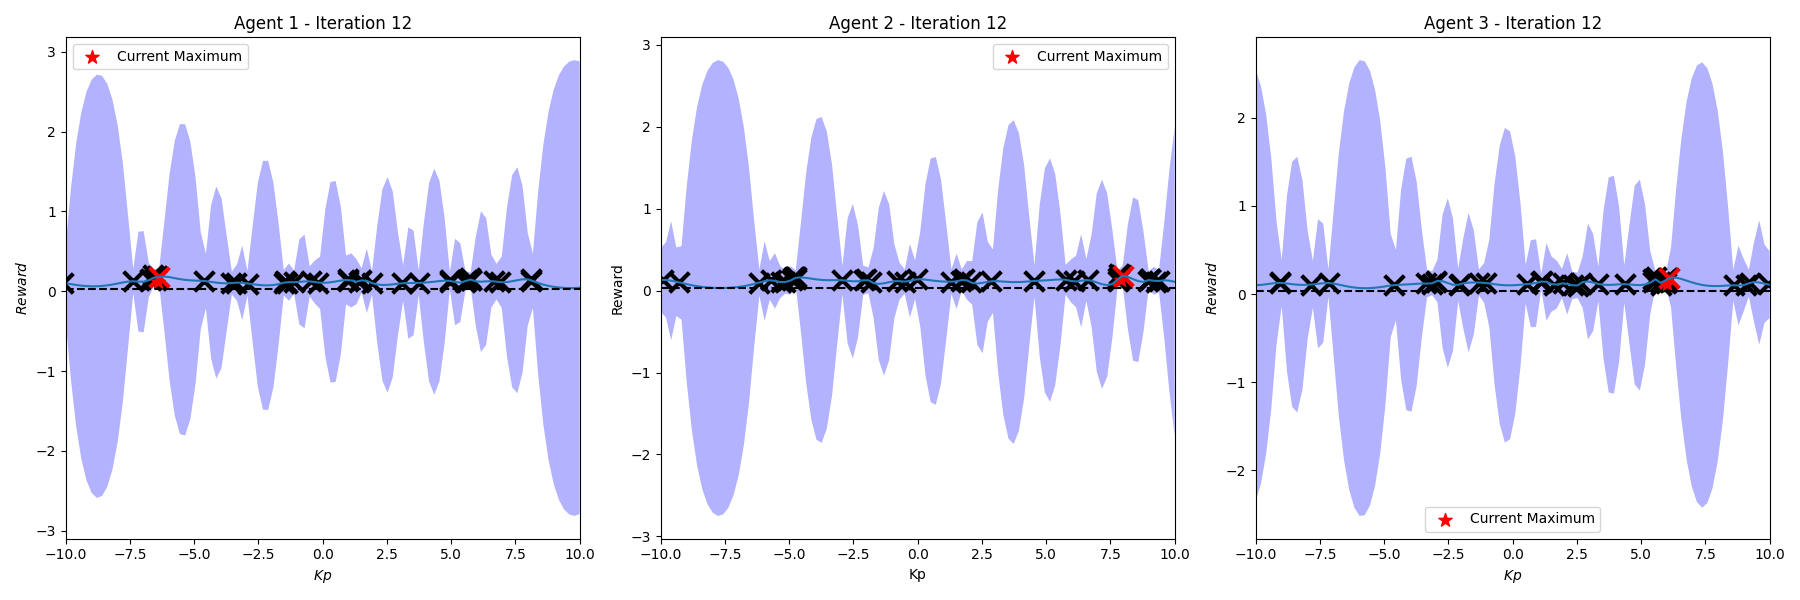 Agent 1 - Iteration 12
Current Maximum
3
2
1
0
−1
−2
−3
Reward
−10.0 −7.5 −5.0 −2.5 0.0 2.5 5.0 7.5 10.0
Kp
Agent 2 - Iteration 12
Current Maximum
3
2
1
0
−1
−2
−3
Reward
−10.0 −7.5 −5.0 −2.5 0.0 2.5 5.0 7.5 10.0
Kp
Agent 3 - Iteration 12
2
1
0
−1
−2
Reward
Current Maximum
−10.0 −7.5 −5.0 −2.5 0.0 2.5 5.0 7.5 10.0
Kp